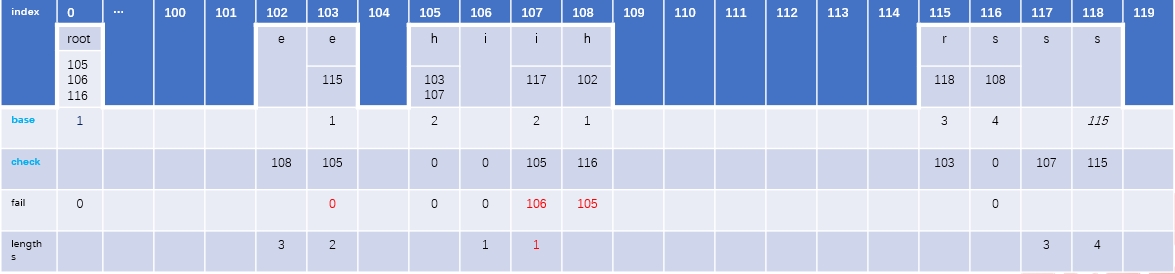 index 0 ... 100 101 102 103 104 105 106 107 108 109 110 111 112 113 114 115 116 117 118 119
root e e h i i h r s s s
105
106
116
115
103
107
117 102 118 108
base 1 1 2 2 1 3 4 115
check 108 105 0 0 105 116 103 0 107 115
fail 0 0 0 0 106 105 0
length
s
3 2 1 1 3 4